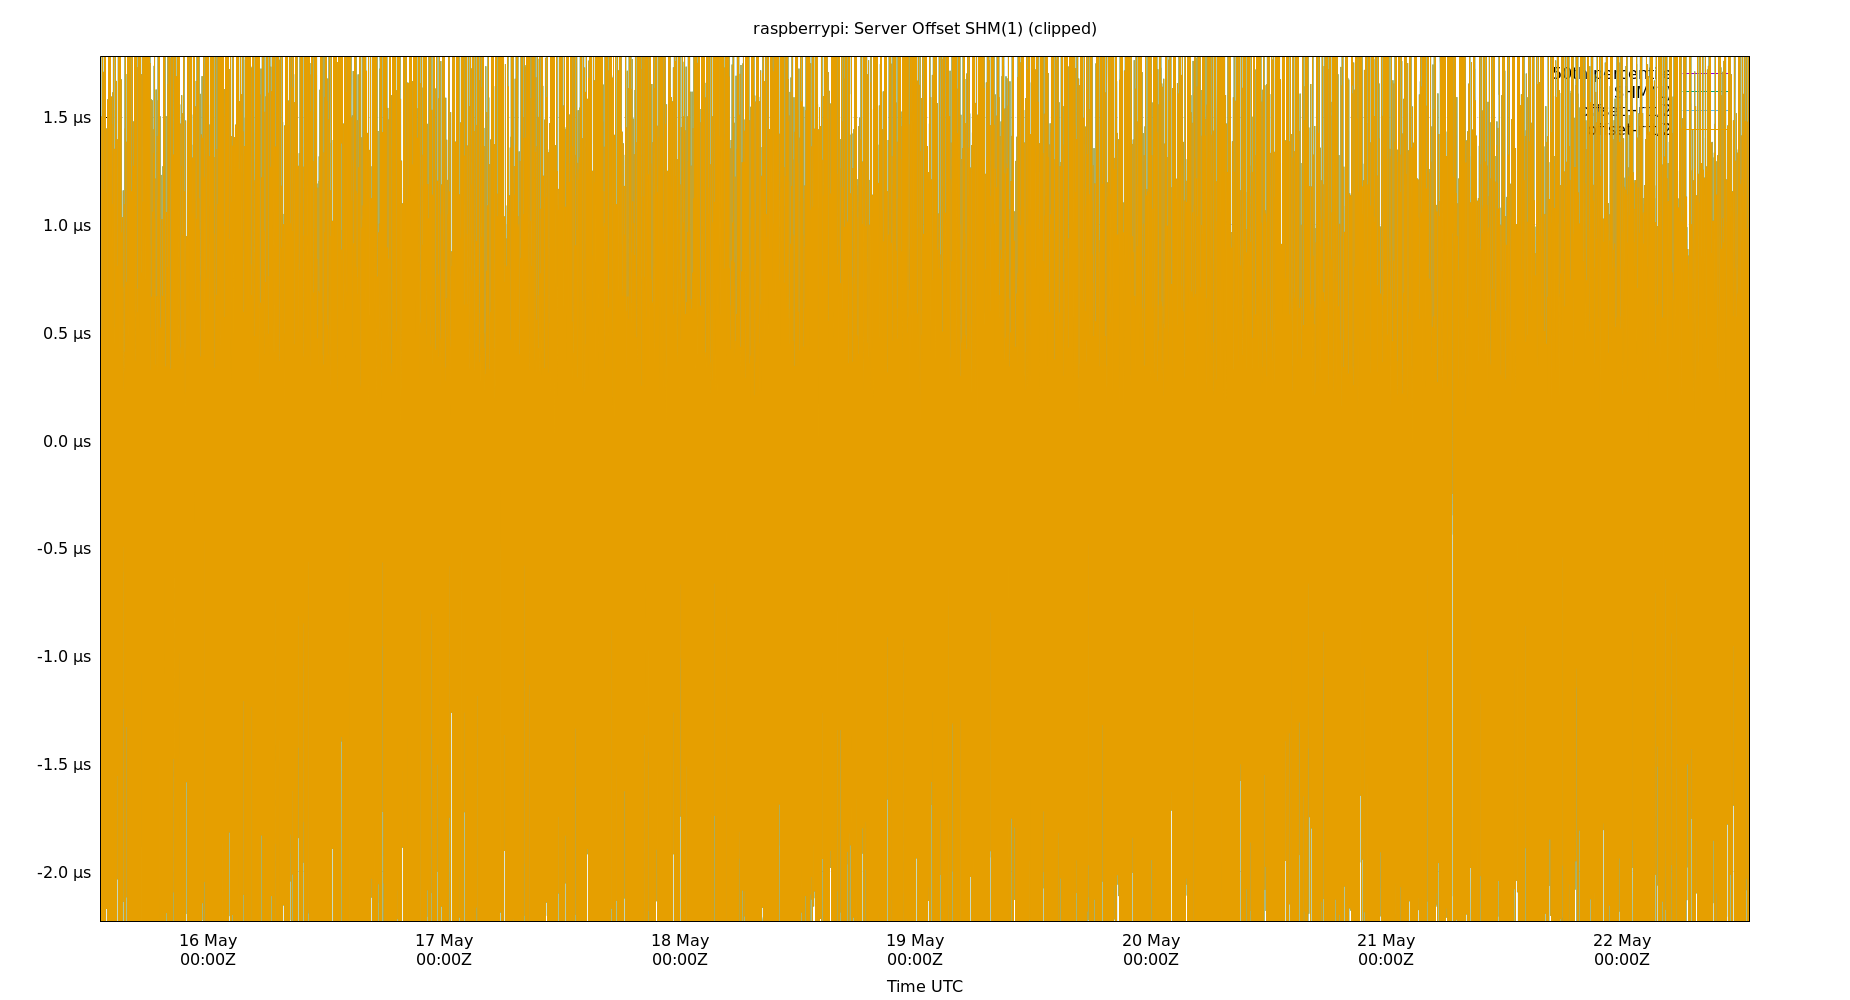 raspberrypi: Server Offset SHM(1) (clipped)
50th percentile
1.5 µs
1.0 µs
0.5 µs
0.0 µs
-0.5 µs
-1.0 µs
-1.5 µs
-2.0 µs
16 May 17 May 18 May 19 May 20 May 21 May 22 May
00:00Z 00:00Z 00:00Z 00:00Z 00:00Z 00:00Z 00:00Z
Time UTC